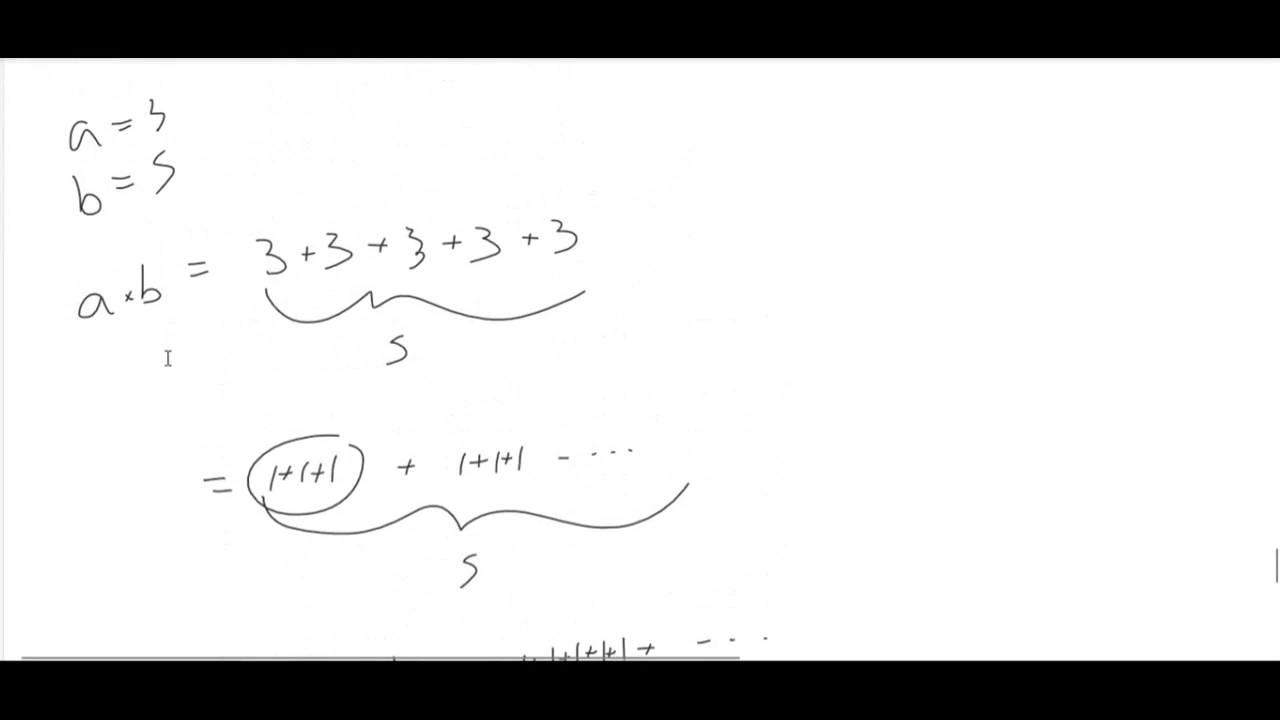 a = 3
b = 5
a × b = 3 + 3 + 3 + 3 + 3
5
= 1+1+1 + 1+1+1 - ...
5